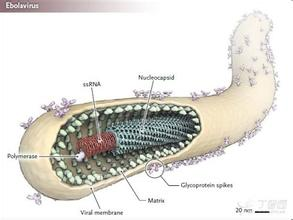 Ebolavirus
Nucleocapsid
ssRNA
Polymerase
Glycoprotein spikes
Matrix
Viral membrane
20 nm